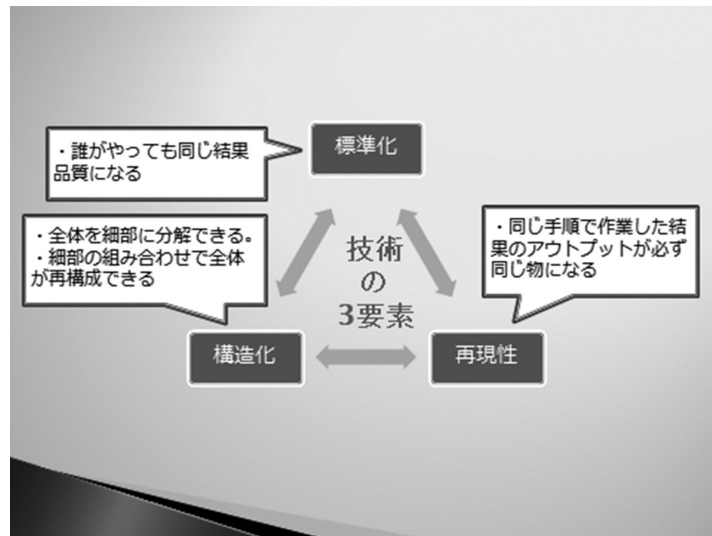 ・誰がやっても同じ結果
品質になる
標準化
・全体を細部に分解できる。
・細部の組み合わせで全体
が再構成できる
技術
の
3要素
・同じ手順で作業した結
果のアウトプットが必ず
同じ物になる
構造化
再現性